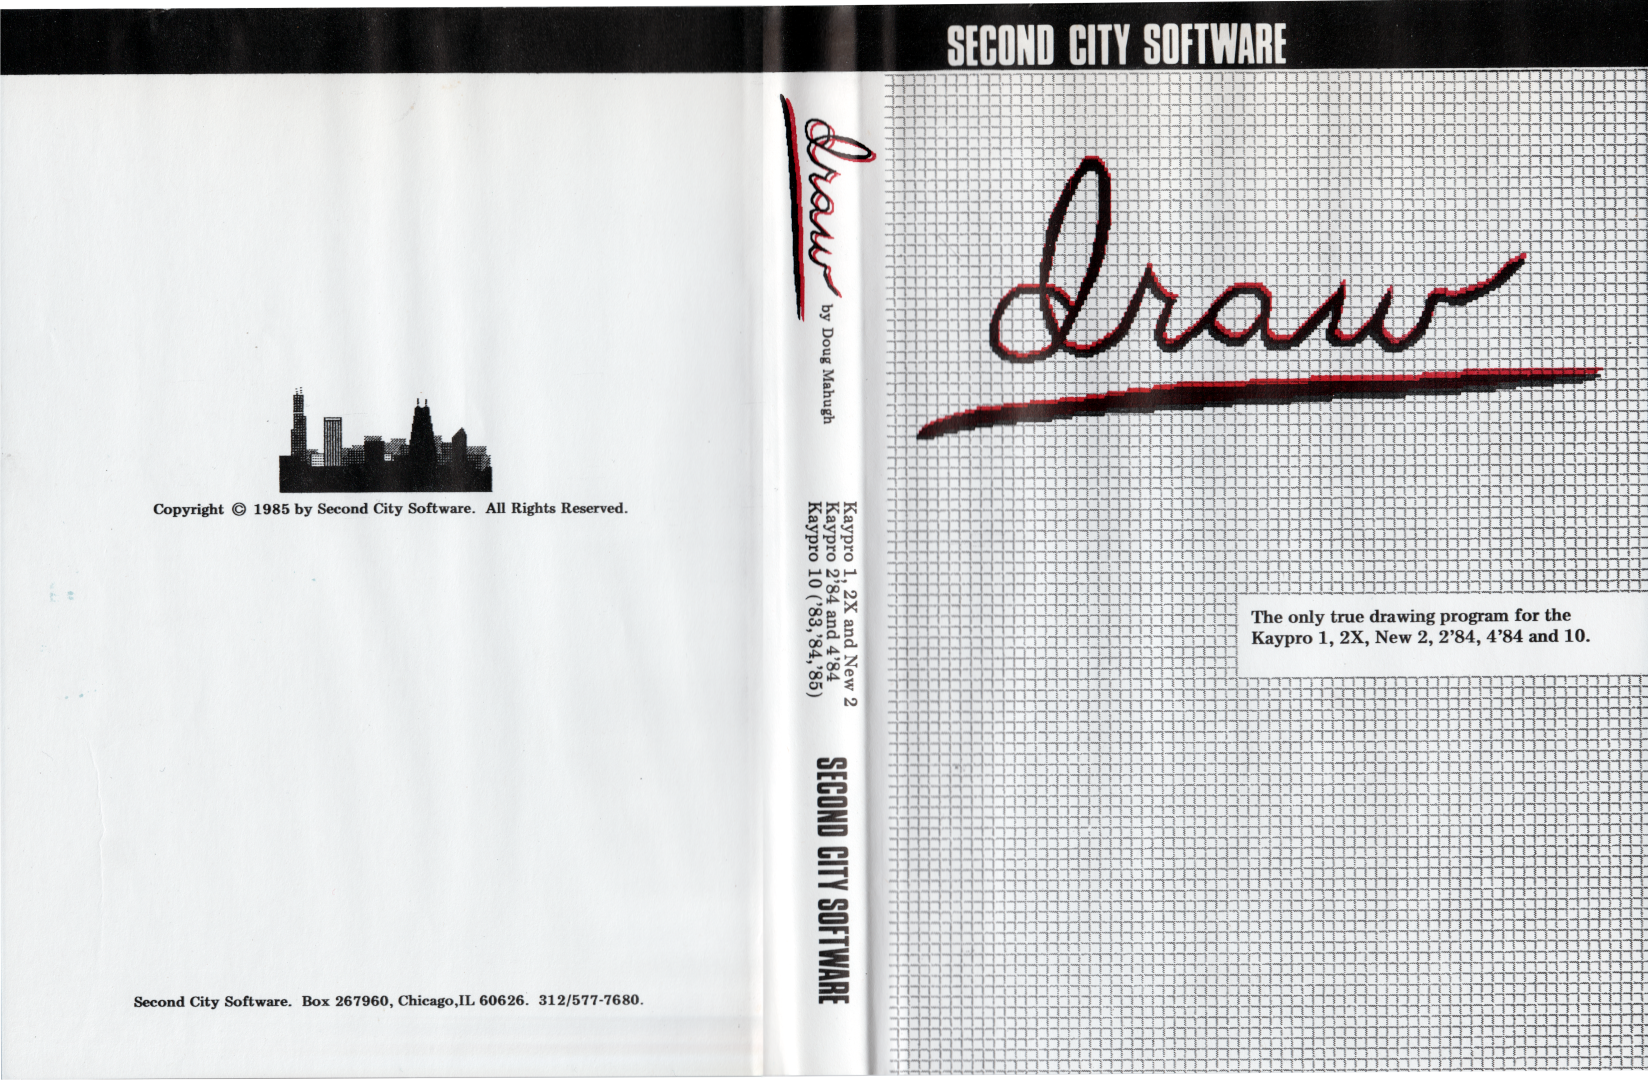 SECOND CITY SOFTWARE
Draw
The only true drawing program for the
Kaypro 1, 2X, New 2, 2'84, 4'84 and 10.
Draw
by Doug Mahugh
Kaypro 1, 2X and New 2
Kaypro 2'84 and 4'84
Kaypro 10 ('83,'84,'85)
SECOND CITY SOFTWARE
Copyright © 1985 by Second City Software. All Rights Reserved.
Second City Software. Box 267960, Chicago,IL 60626. 312/577-7680.